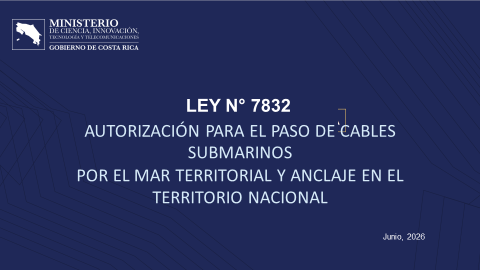 MINISTERIO
DE CIENCIA, INNOVACIÓN,
TECNOLOGÍA Y TELECOMUNICACIONES
GOBIERNO DE COSTA RICA
LEY N° 7832
AUTORIZACIÓN PARA EL PASO DE CABLES
SUBMARINOS
POR EL MAR TERRITORIAL Y ANCLAJE EN EL
TERRITORIO NACIONAL
Junio, 2026